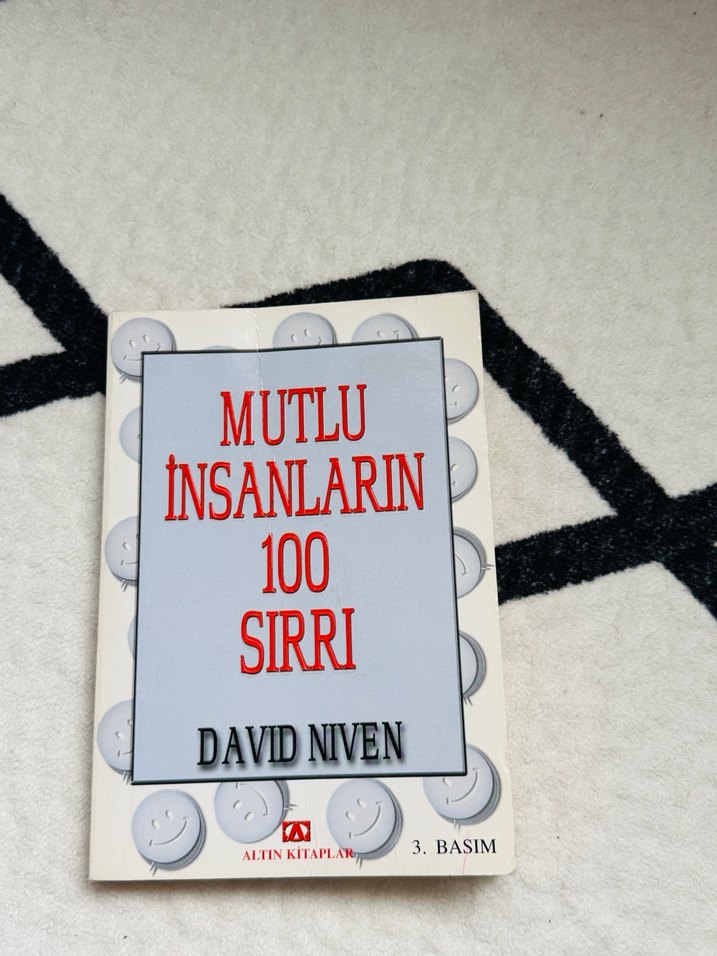 MUTLU
İNSANLARIN
100
SIRRI
DAVID NIVEN
ALTIN KİTAPLAR
3. BASIM